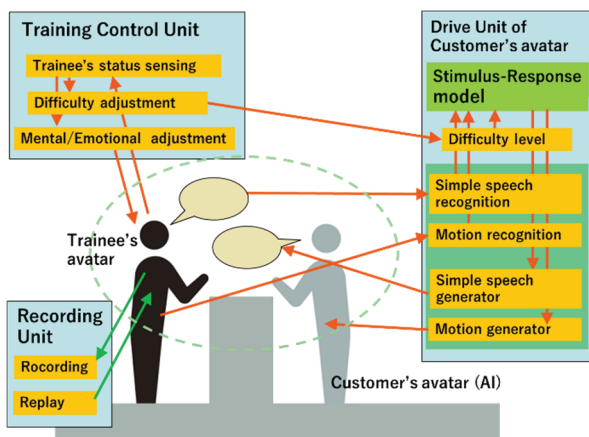 Training Control Unit
Trainee's status sensing
Difficulty adjustment
Mental/Emotional adjustment
Trainee's
avatar
Recording
Unit
Rocording
Replay
Drive Unit of
Customer's avatar
Stimulus-Response
model
Difficulty level
Simple speech
recognition
Motion recognition
Simple speech
generator
Motion generator
Customer's avatar (AI)